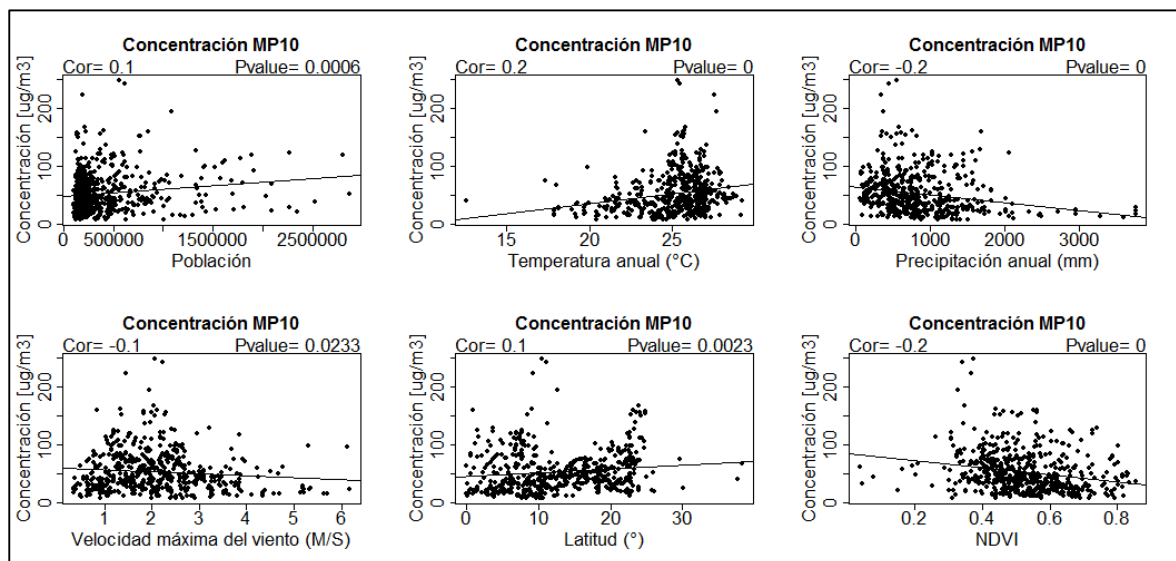 Concentración MP10
Cor= 0.1 Pvalue= 0.0006
Concentración [ug/m3]
0 100 200
0 500000 1500000 2500000
Población
Concentración MP10
Cor= 0.2 Pvalue= 0
Concentración [ug/m3]
0 100 200
15 20 25
Temperatura anual (°C)
Concentración MP10
Cor= -0.2 Pvalue= 0
Concentración [ug/m3]
0 100 200
0 1000 2000 3000
Precipitación anual (mm)
Concentración MP10
Cor= -0.1 Pvalue= 0.0233
Concentración [ug/m3]
0 100 200
1 2 3 4 5 6
Velocidad máxima del viento (M/S)
Concentración MP10
Cor= 0.1 Pvalue= 0.0023
Concentración [ug/m3]
0 100 200
0 10 20 30
Latitud (°)
Concentración MP10
Cor= -0.2 Pvalue= 0
Concentración [ug/m3]
0 100 200
0.2 0.4 0.6 0.8
NDVI